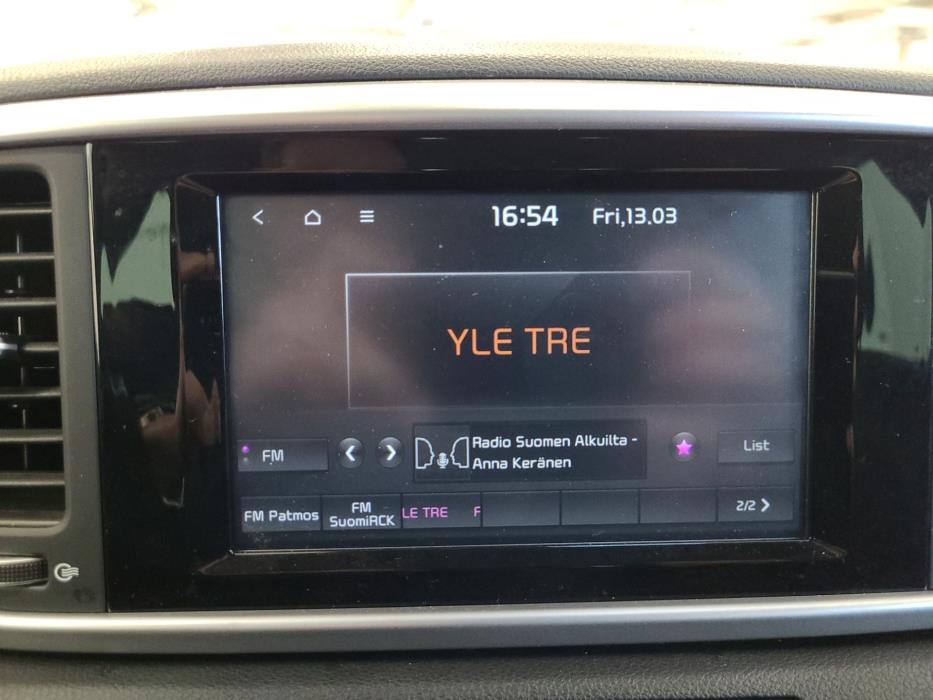 16:54 Fri,13.03
YLE TRE
FM
Radio Suomen Alkuilta -
Anna Keränen
List
FM Patmos
FM
SuomiRCK
LE TRE F
2/2